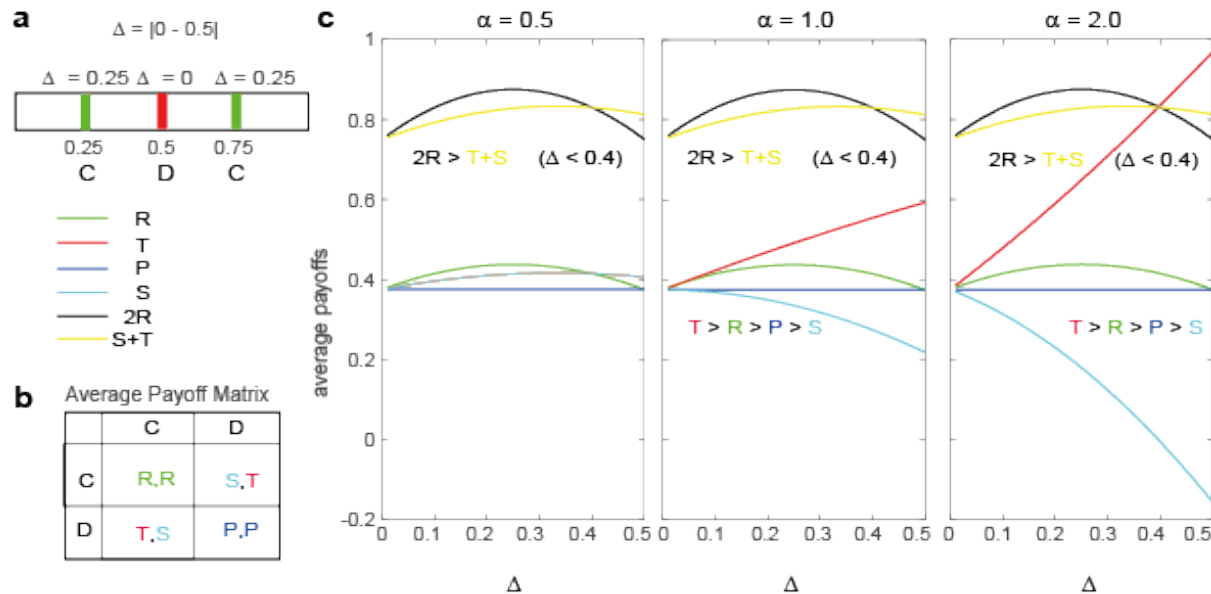 a
Δ = |0 - 0.5|
Δ = 0.25 Δ = 0 Δ = 0.25
0.25 0.5 0.75
C D C
R
T
P
S
2R
S+T
b
Average Payoff Matrix
C D
C R,R S,T
D T,S P,P
c
α = 0.5 α = 1.0 α = 2.0
average payoffs
1
0.8
0.6
0.4
0.2
0
-0.2
2R > T+S (Δ < 0.4)
0 0.1 0.2 0.3 0.4 0.5
Δ
2R > T+S (Δ < 0.4)
T > R > P > S
0 0.1 0.2 0.3 0.4 0.5
Δ
2R > T+S (Δ < 0.4)
T > R > P > S
0 0.1 0.2 0.3 0.4 0.5
Δ